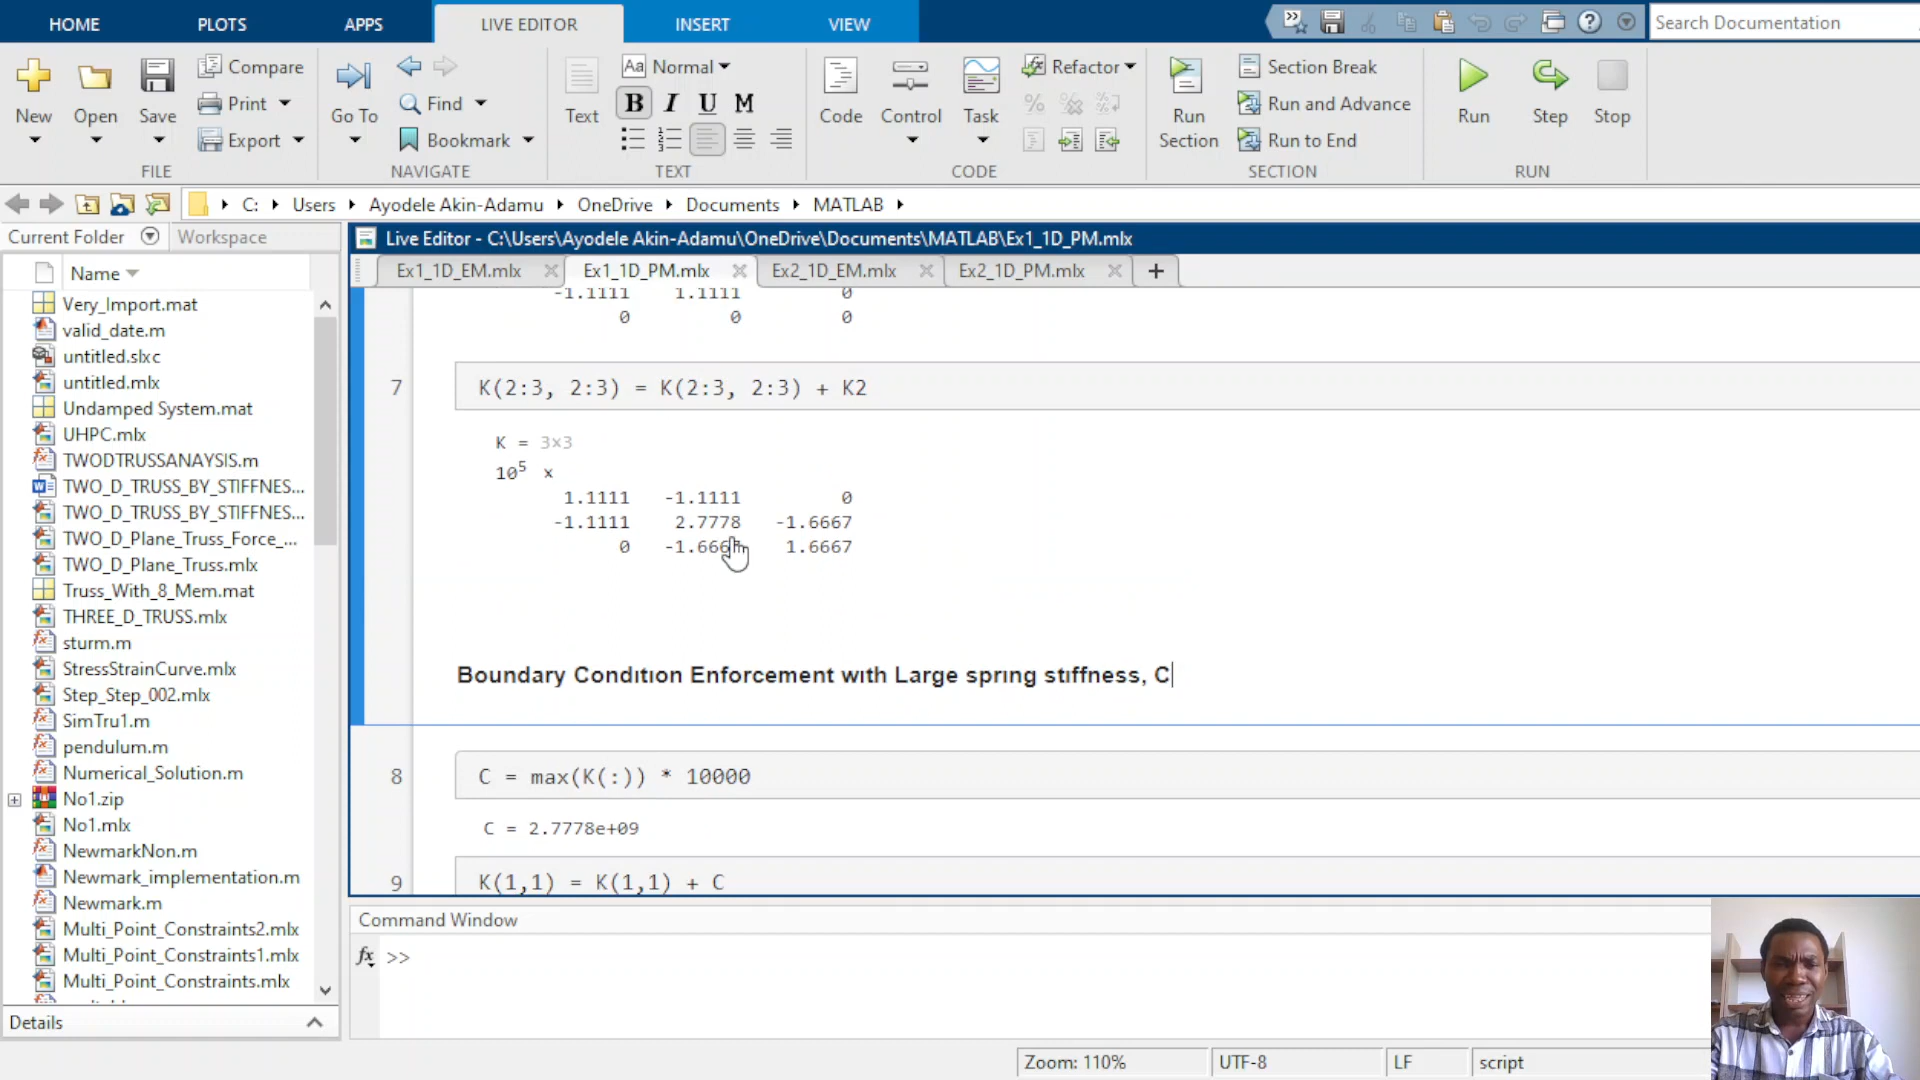 HOME PLOTS APPS LIVE EDITOR INSERT VIEW Search Documentation
New Open Save Compare Print Export
Go To Find Bookmark
Text Aa Normal B I U M
Code Control Task Refactor
Run Section Section Break Run and Advance Run to End
Run Step Stop
FILE NAVIGATE TEXT CODE SECTION RUN
C: Users Ayodele Akin-Adamu OneDrive Documents MATLAB
Current Folder Workspace
Name
Very_Import.mat
valid_date.m
untitled.slxc
untitled.mlx
Undamped System.mat
UHPC.mlx
TWODTRUSSANAYSIS.m
TWO_D_TRUSS_BY_STIFFNES...
TWO_D_TRUSS_BY_STIFFNES...
TWO_D_Plane_Truss_Force_...
TWO_D_Plane_Truss.mlx
Truss_With_8_Mem.mat
THREE_D_TRUSS.mlx
sturm.m
StressStrainCurve.mlx
Step_Step_002.mlx
SimTru1.m
pendulum.m
Numerical_Solution.m
No1.zip
No1.mlx
NewmarkNon.m
Newmark_implementation.m
Newmark.m
Multi_Point_Constraints2.mlx
Multi_Point_Constraints1.mlx
Multi_Point_Constraints.mlx
Details
Live Editor - C:\Users\Ayodele Akin-Adamu\OneDrive\Documents\MATLAB\Ex1_1D_PM.mlx
Ex1_1D_EM.mlx Ex1_1D_PM.mlx Ex2_1D_EM.mlx Ex2_1D_PM.mlx
-1.1111 1.1111 0
0 0 0
7 K(2:3, 2:3) = K(2:3, 2:3) + K2
K = 3×3
10⁵ x
1.1111 -1.1111 0
-1.1111 2.7778 -1.6667
0 -1.6667 1.6667
Boundary Condition Enforcement with Large spring stiffness, C
8 C = max(K(:)) * 10000
C = 2.7778e+09
9 K(1,1) = K(1,1) + C
Command Window
fx >>
Zoom: 110% UTF-8 LF script